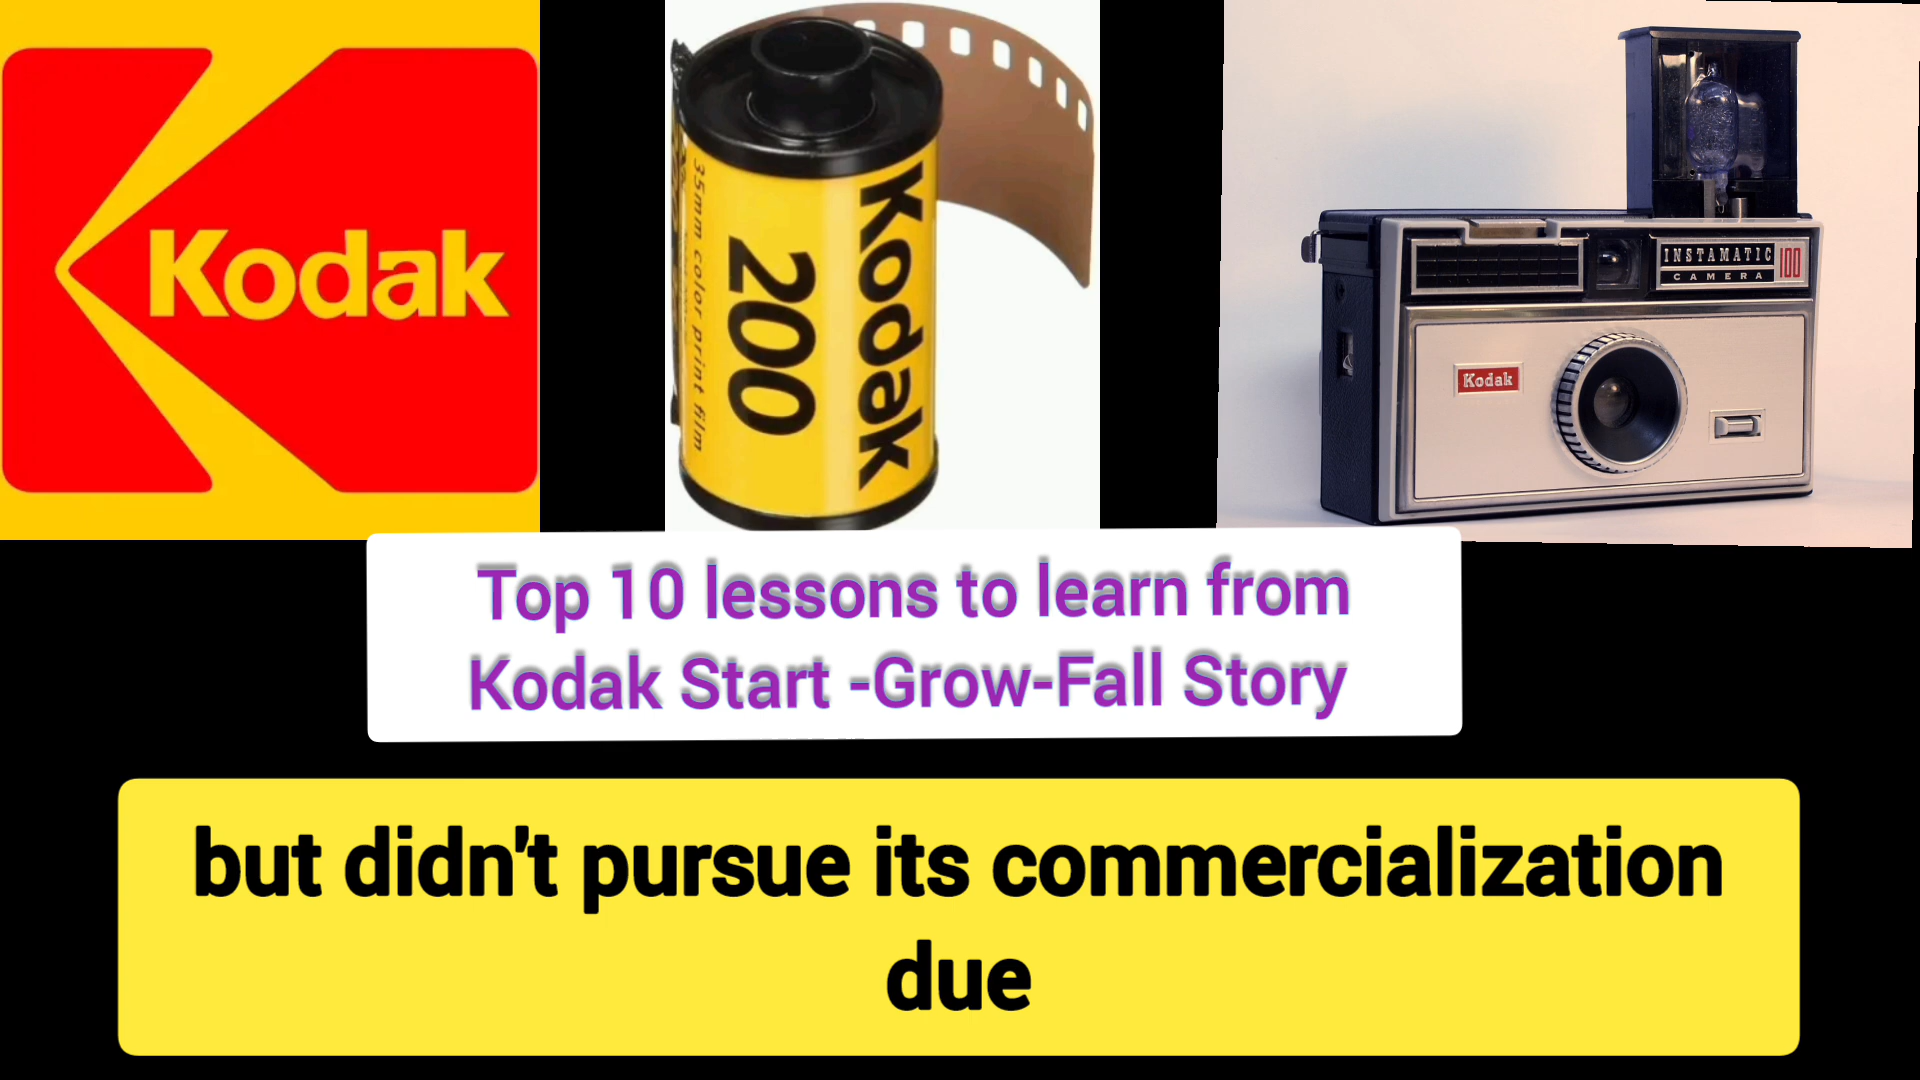 Kodak
Kodak
200
35mm color print film
INSTAMATIC 100
CAMERA
Kodak
Top 10 lessons to learn from
Kodak Start -Grow-Fall Story
but didn't pursue its commercialization
due